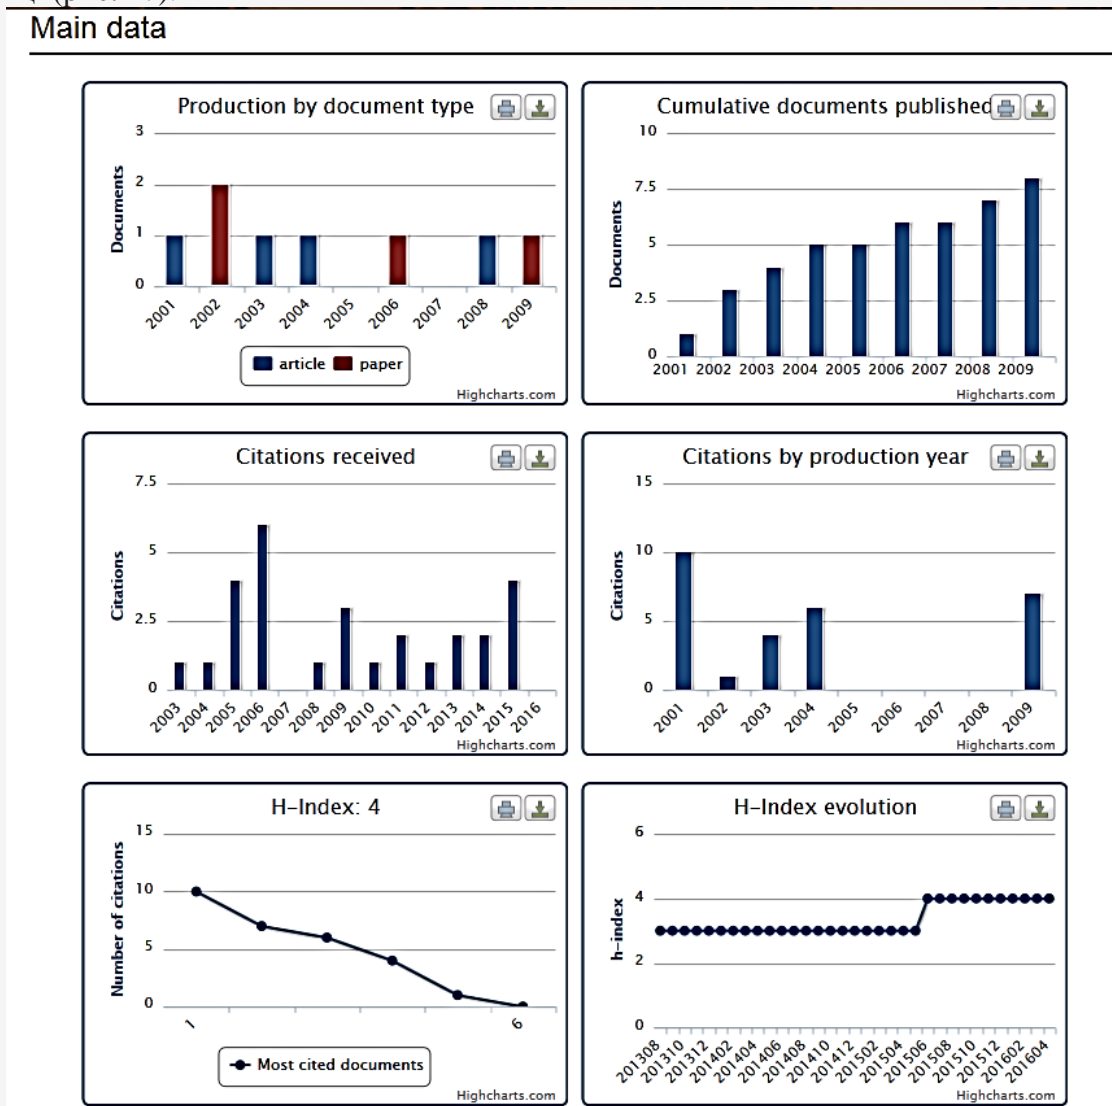 Main data
Production by document type
3
2
1
0
Documents
2001 2002 2003 2004 2005 2006 2007 2008 2009
article paper
Highcharts.com
Cumulative documents published
10
7.5
5
2.5
0
Documents
2001 2002 2003 2004 2005 2006 2007 2008 2009
Highcharts.com
Citations received
7.5
5
2.5
0
Citations
2003 2004 2005 2006 2007 2008 2009 2010 2011 2012 2013 2014 2015 2016
Highcharts.com
Citations by production year
15
10
5
0
Citations
2001 2002 2003 2004 2005 2006 2007 2008 2009
Highcharts.com
H-Index: 4
15
10
5
0
Number of citations
1 6
Most cited documents
Highcharts.com
H-Index evolution
6
4
2
0
h-index
201308 201310 201312 201402 201404 201406 201408 201410 201412 201502 201504 201506 201508 201510 201512 201602 201604
Highcharts.com